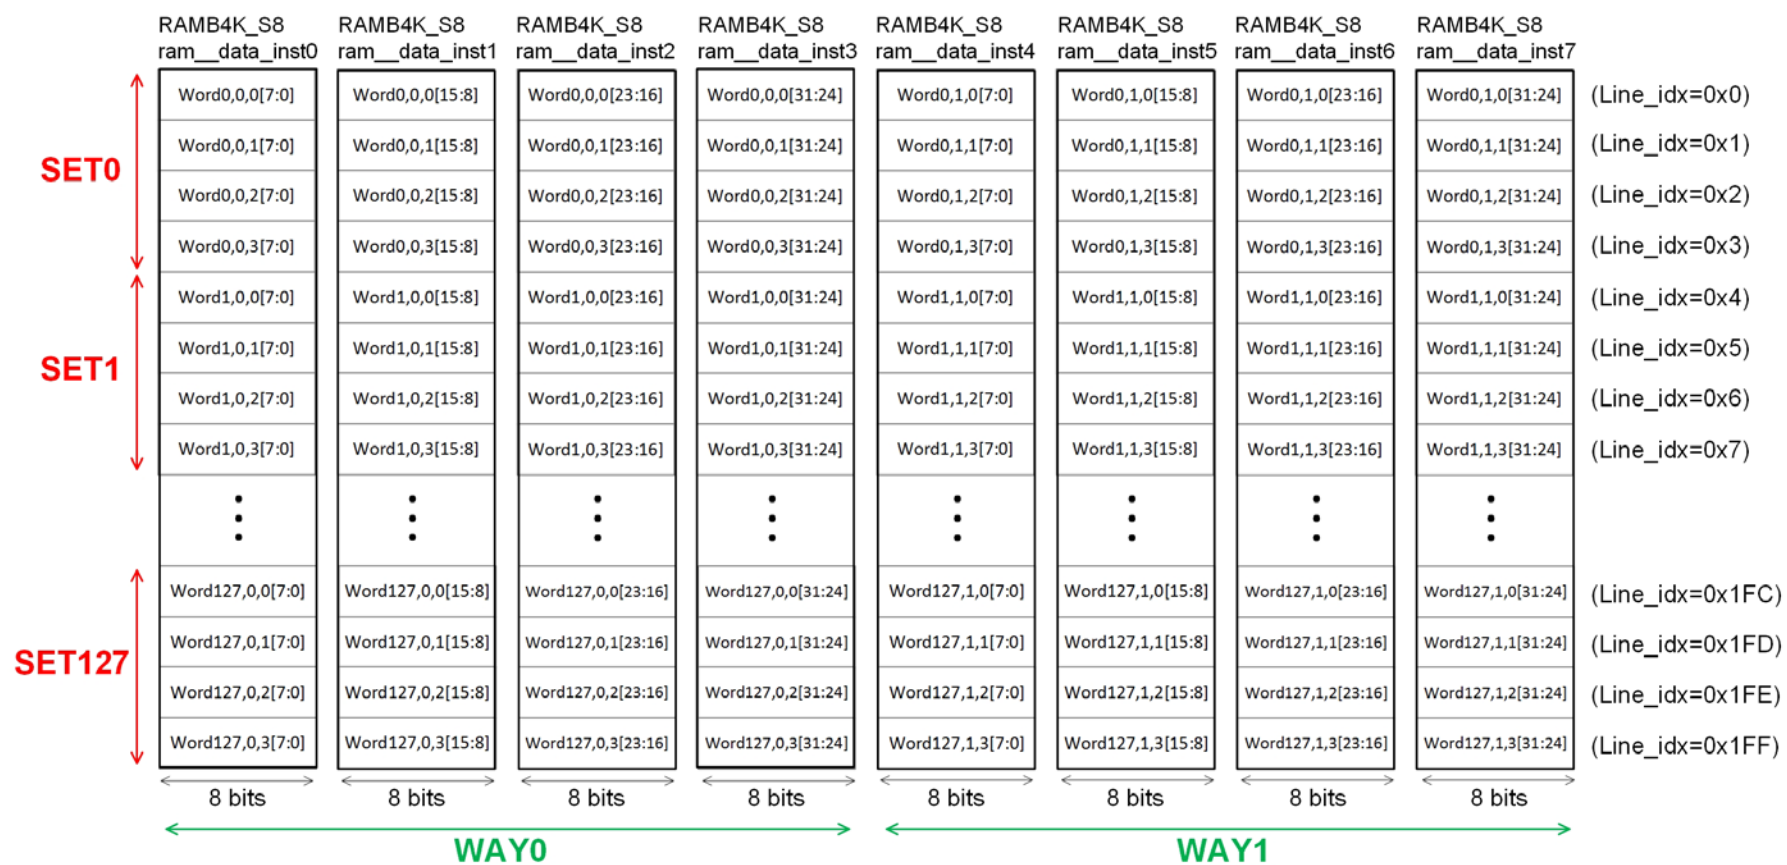 RAMB4K_S8 RAMB4K_S8 RAMB4K_S8 RAMB4K_S8 RAMB4K_S8 RAMB4K_S8 RAMB4K_S8 RAMB4K_S8
ram__data_inst0 ram__data_inst1 ram__data_inst2 ram__data_inst3 ram__data_inst4 ram__data_inst5 ram__data_inst6 ram__data_inst7
Word0,0,0[7:0] Word0,0,0[15:8] Word0,0,0[23:16] Word0,0,0[31:24] Word0,1,0[7:0] Word0,1,0[15:8] Word0,1,0[23:16] Word0,1,0[31:24] (Line_idx=0x0)
Word0,0,1[7:0] Word0,0,1[15:8] Word0,0,1[23:16] Word0,0,1[31:24] Word0,1,1[7:0] Word0,1,1[15:8] Word0,1,1[23:16] Word0,1,1[31:24] (Line_idx=0x1)
SET0
Word0,0,2[7:0] Word0,0,2[15:8] Word0,0,2[23:16] Word0,0,2[31:24] Word0,1,2[7:0] Word0,1,2[15:8] Word0,1,2[23:16] Word0,1,2[31:24] (Line_idx=0x2)
Word0,0,3[7:0] Word0,0,3[15:8] Word0,0,3[23:16] Word0,0,3[31:24] Word0,1,3[7:0] Word0,1,3[15:8] Word0,1,3[23:16] Word0,1,3[31:24] (Line_idx=0x3)
Word1,0,0[7:0] Word1,0,0[15:8] Word1,0,0[23:16] Word1,0,0[31:24] Word1,1,0[7:0] Word1,1,0[15:8] Word1,1,0[23:16] Word1,1,0[31:24] (Line_idx=0x4)
Word1,0,1[7:0] Word1,0,1[15:8] Word1,0,1[23:16] Word1,0,1[31:24] Word1,1,1[7:0] Word1,1,1[15:8] Word1,1,1[23:16] Word1,1,1[31:24] (Line_idx=0x5)
SET1
Word1,0,2[7:0] Word1,0,2[15:8] Word1,0,2[23:16] Word1,0,2[31:24] Word1,1,2[7:0] Word1,1,2[15:8] Word1,1,2[23:16] Word1,1,2[31:24] (Line_idx=0x6)
Word1,0,3[7:0] Word1,0,3[15:8] Word1,0,3[23:16] Word1,0,3[31:24] Word1,1,3[7:0] Word1,1,3[15:8] Word1,1,3[23:16] Word1,1,3[31:24] (Line_idx=0x7)
Word127,0,0[7:0] Word127,0,0[15:8] Word127,0,0[23:16] Word127,0,0[31:24] Word127,1,0[7:0] Word127,1,0[15:8] Word127,1,0[23:16] Word127,1,0[31:24] (Line_idx=0x1FC)
Word127,0,1[7:0] Word127,0,1[15:8] Word127,0,1[23:16] Word127,0,1[31:24] Word127,1,1[7:0] Word127,1,1[15:8] Word127,1,1[23:16] Word127,1,1[31:24] (Line_idx=0x1FD)
SET127
Word127,0,2[7:0] Word127,0,2[15:8] Word127,0,2[23:16] Word127,0,2[31:24] Word127,1,2[7:0] Word127,1,2[15:8] Word127,1,2[23:16] Word127,1,2[31:24] (Line_idx=0x1FE)
Word127,0,3[7:0] Word127,0,3[15:8] Word127,0,3[23:16] Word127,0,3[31:24] Word127,1,3[7:0] Word127,1,3[15:8] Word127,1,3[23:16] Word127,1,3[31:24] (Line_idx=0x1FF)
8 bits 8 bits 8 bits 8 bits 8 bits 8 bits 8 bits 8 bits
WAY0 WAY1